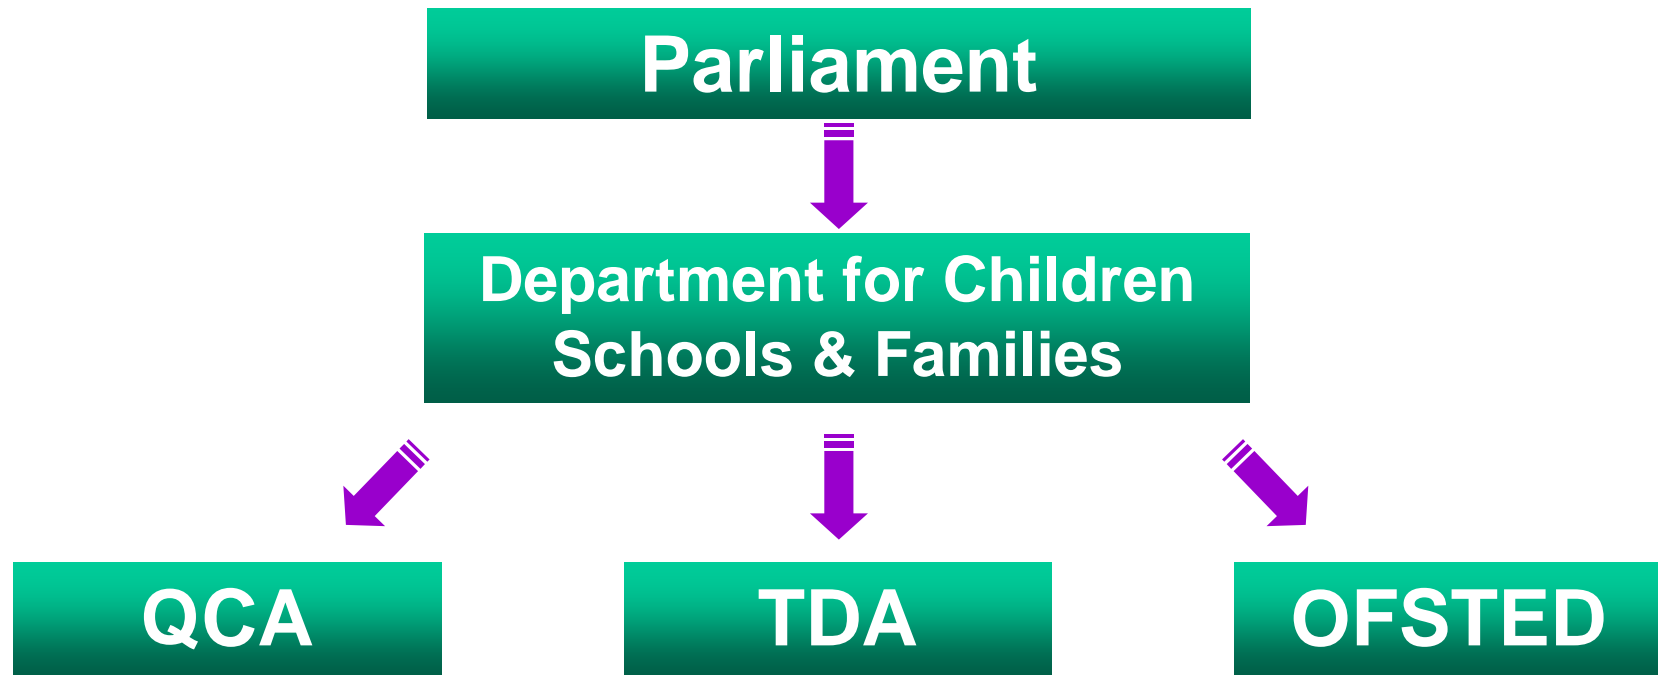 Parliament
Department for Children
Schools & Families
QCA
TDA
OFSTED